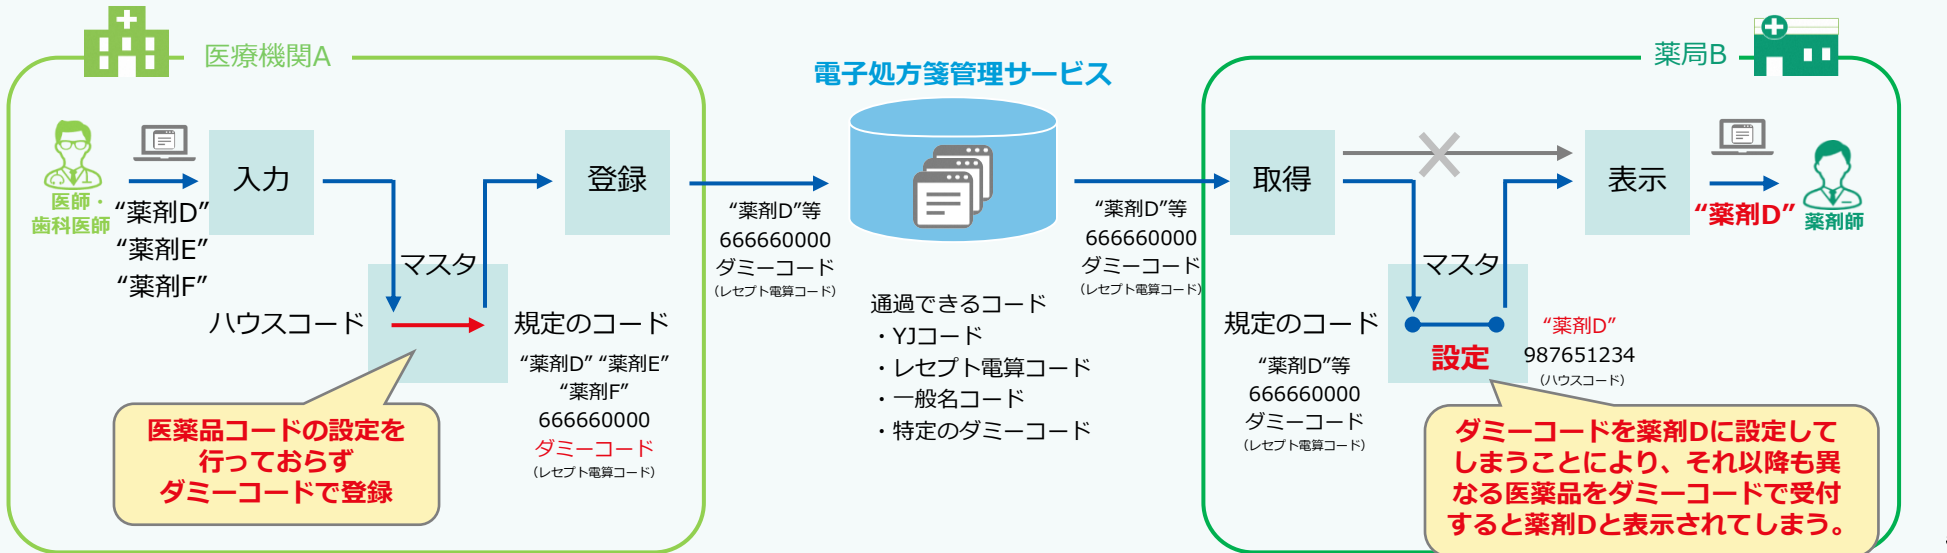 医療機関A
医師・
歯科医師
“薬剤D”
“薬剤E”
“薬剤F”
入力
登録
マスタ
ハウスコード
規定のコード
“薬剤D” “薬剤E”
“薬剤F”
666660000
ダミーコード
（レセプト電算コード）
医薬品コードの設定を
行っておらず
ダミーコードで登録
“薬剤D”等
666660000
ダミーコード
（レセプト電算コード）
電子処方箋管理サービス
通過できるコード
・YJコード
・レセプト電算コード
・一般名コード
・特定のダミーコード
“薬剤D”等
666660000
ダミーコード
（レセプト電算コード）
薬局B
取得
表示
“薬剤D”
薬剤師
マスタ
規定のコード
“薬剤D”等
666660000
ダミーコード
（レセプト電算コード）
設定
“薬剤D”
987651234
（ハウスコード）
ダミーコードを薬剤Dに設定して
しまうことにより、それ以降も異
なる医薬品をダミーコードで受付
すると薬剤Dと表示されてしまう。